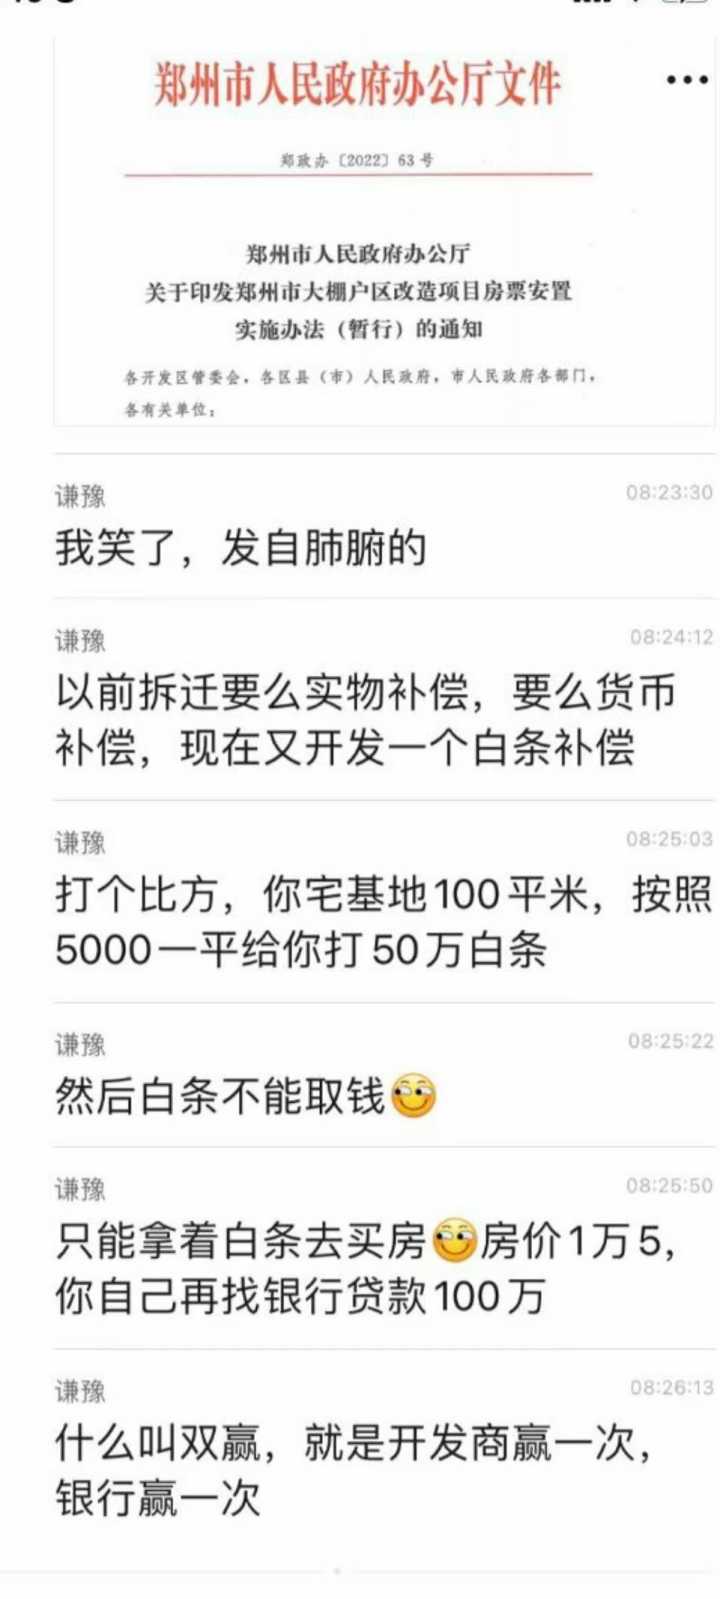 郑州市人民政府办公厅文件
郑政办〔2022〕63号
郑州市人民政府办公厅
关于印发郑州市大棚户区改造项目房票安置
实施办法（暂行）的通知
各开发区管委会，各区县（市）人民政府，市人民政府各部门，
各有关单位：
谦豫 08:23:30
我笑了，发自肺腑的
谦豫 08:24:12
以前拆迁要么实物补偿，要么货币
补偿，现在又开发一个白条补偿
谦豫 08:25:03
打个比方，你宅基地100平米，按照
5000一平给你打50万白条
谦豫 08:25:22
然后白条不能取钱
谦豫 08:25:50
只能拿着白条去买房房价1万5，
你自己再找银行贷款100万
谦豫 08:26:13
什么叫双赢，就是开发商赢一次，
银行赢一次